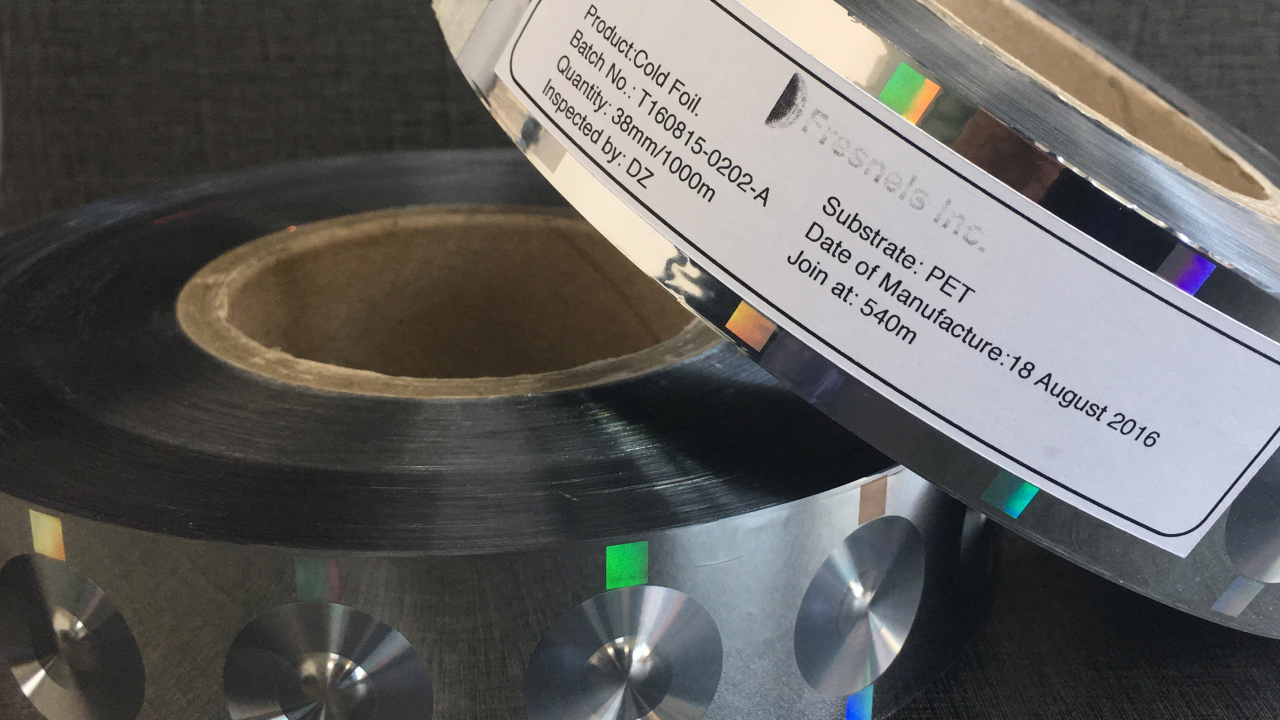 Product:Cold Foil.
Batch No.: T160815-0202-A
Quantity: 38mm/1000m
Inspected by: DZ
Fresnels Inc.
Substrate: PET
Date of Manufacture:18 August 2016
Join at: 540m